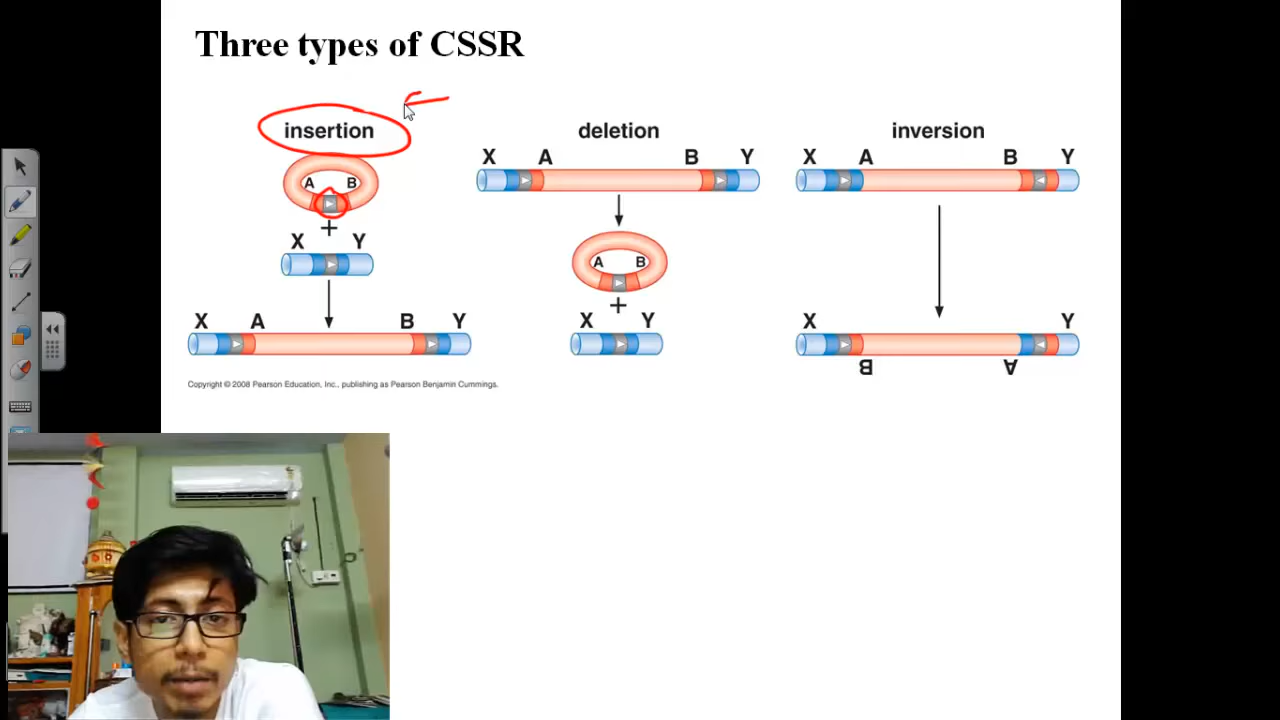 Three types of CSSR
insertion
A B
X Y
X A B Y
Copyright © 2008 Pearson Education, Inc., publishing as Pearson Benjamin Cummings.
deletion
X A B Y
A B
X Y
inversion
X A B Y
X Y
B A